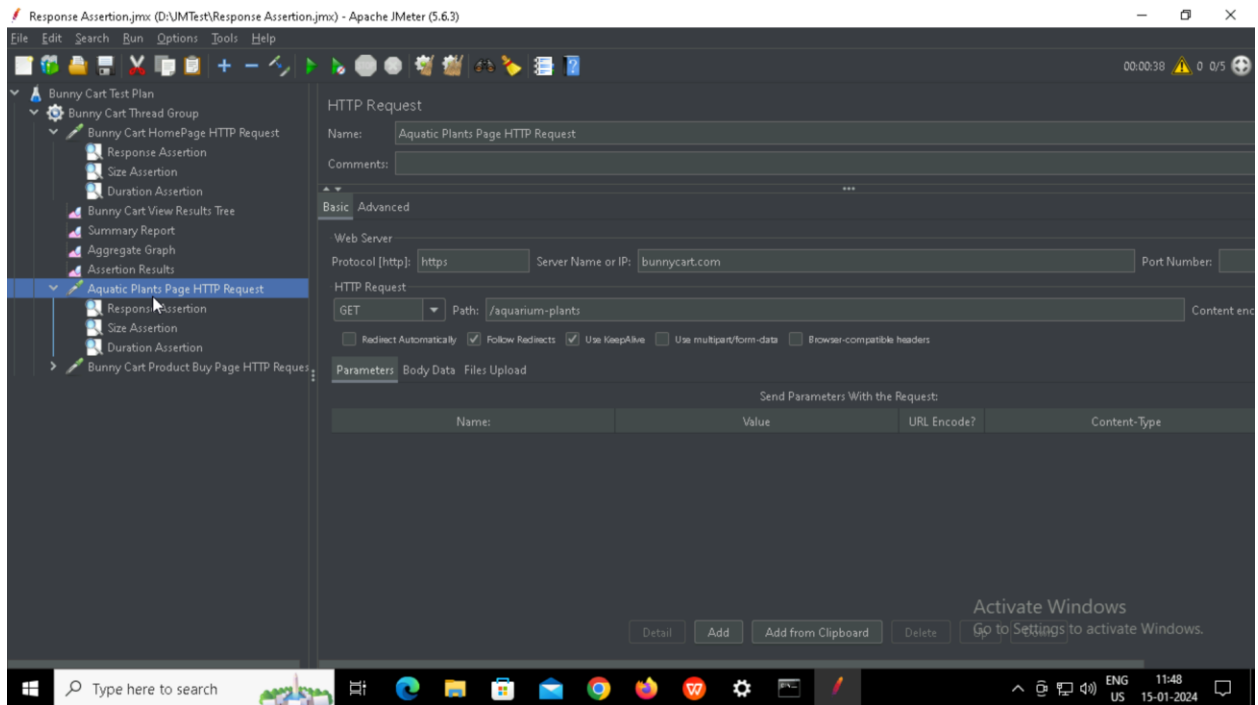 Response Assertion.jmx (D:\JMTest\Response Assertion.jmx) - Apache JMeter (5.6.3)
File Edit Search Run Options Tools Help
00:00:38 0 0/5
Bunny Cart Test Plan
Bunny Cart Thread Group
Bunny Cart HomePage HTTP Request
Response Assertion
Size Assertion
Duration Assertion
Bunny Cart View Results Tree
Summary Report
Aggregate Graph
Assertion Results
Aquatic Plants Page HTTP Request
Response Assertion
Size Assertion
Duration Assertion
Bunny Cart Product Buy Page HTTP Reques
HTTP Request
Name: Aquatic Plants Page HTTP Request
Comments:
Basic Advanced
Web Server
Protocol [http]: https Server Name or IP: bunnycart.com Port Number:
HTTP Request
GET Path: /aquarium-plants Content enc
Redirect Automatically Follow Redirects Use KeepAlive Use multipart/form-data Browser-compatible headers
Parameters Body Data Files Upload
Send Parameters With the Request:
Name: Value URL Encode? Content-Type
Detail Add Add from Clipboard Delete Up Down
Activate Windows
Go to Settings to activate Windows.
Type here to search
ENG
US
11:48
15-01-2024